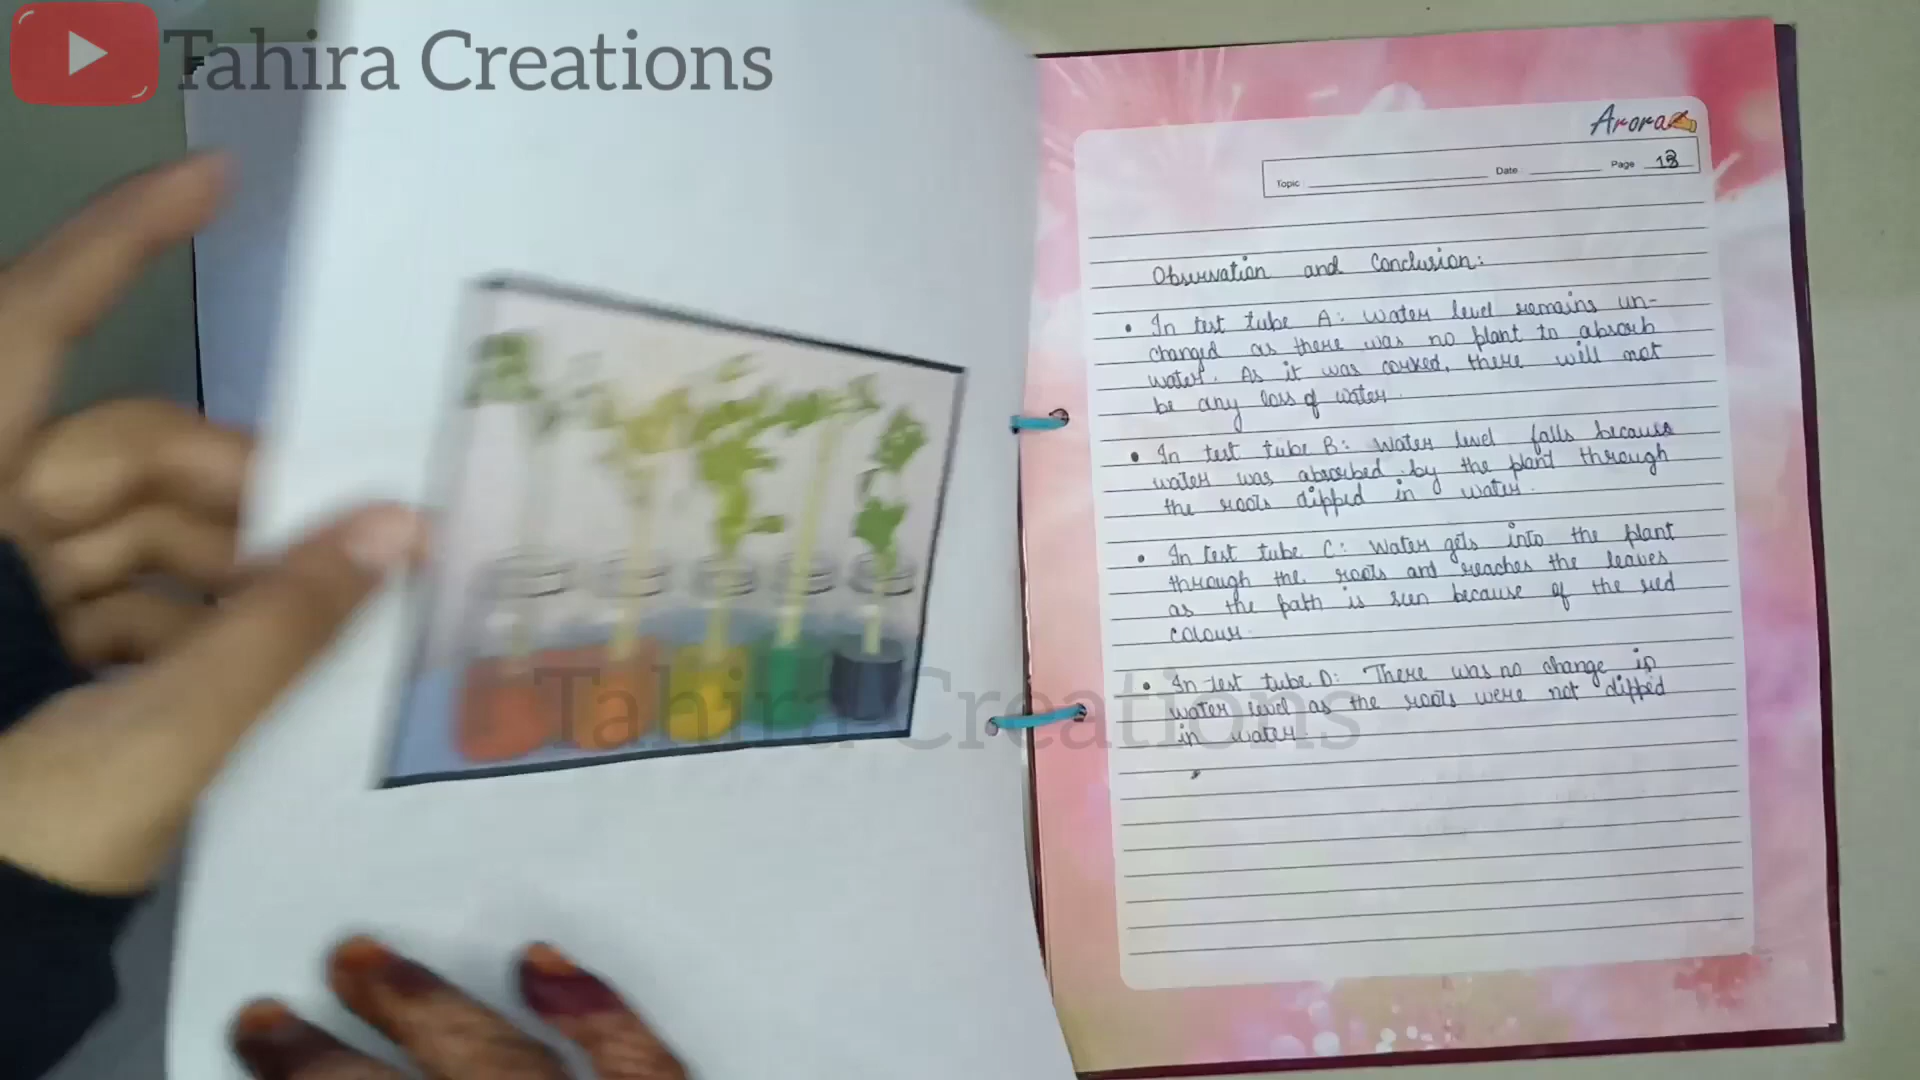 Tahira Creations
Arora
Topic : Date : Page 18
Observation and Conclusion:
• In test tube A: Water level remains un-
changed as there was no plant to absorb
water. As it was corked, there will not
be any loss of water.
• In test tube B: Water level falls because
water was absorbed by the plant through
the roots dipped in water.
• In test tube C: Water gets into the plant
through the roots and reaches the leaves
as the path is seen because of the red
colour.
• In test tube D: There was no change in
water level as the roots were not dipped
in water.
Tahira Creations